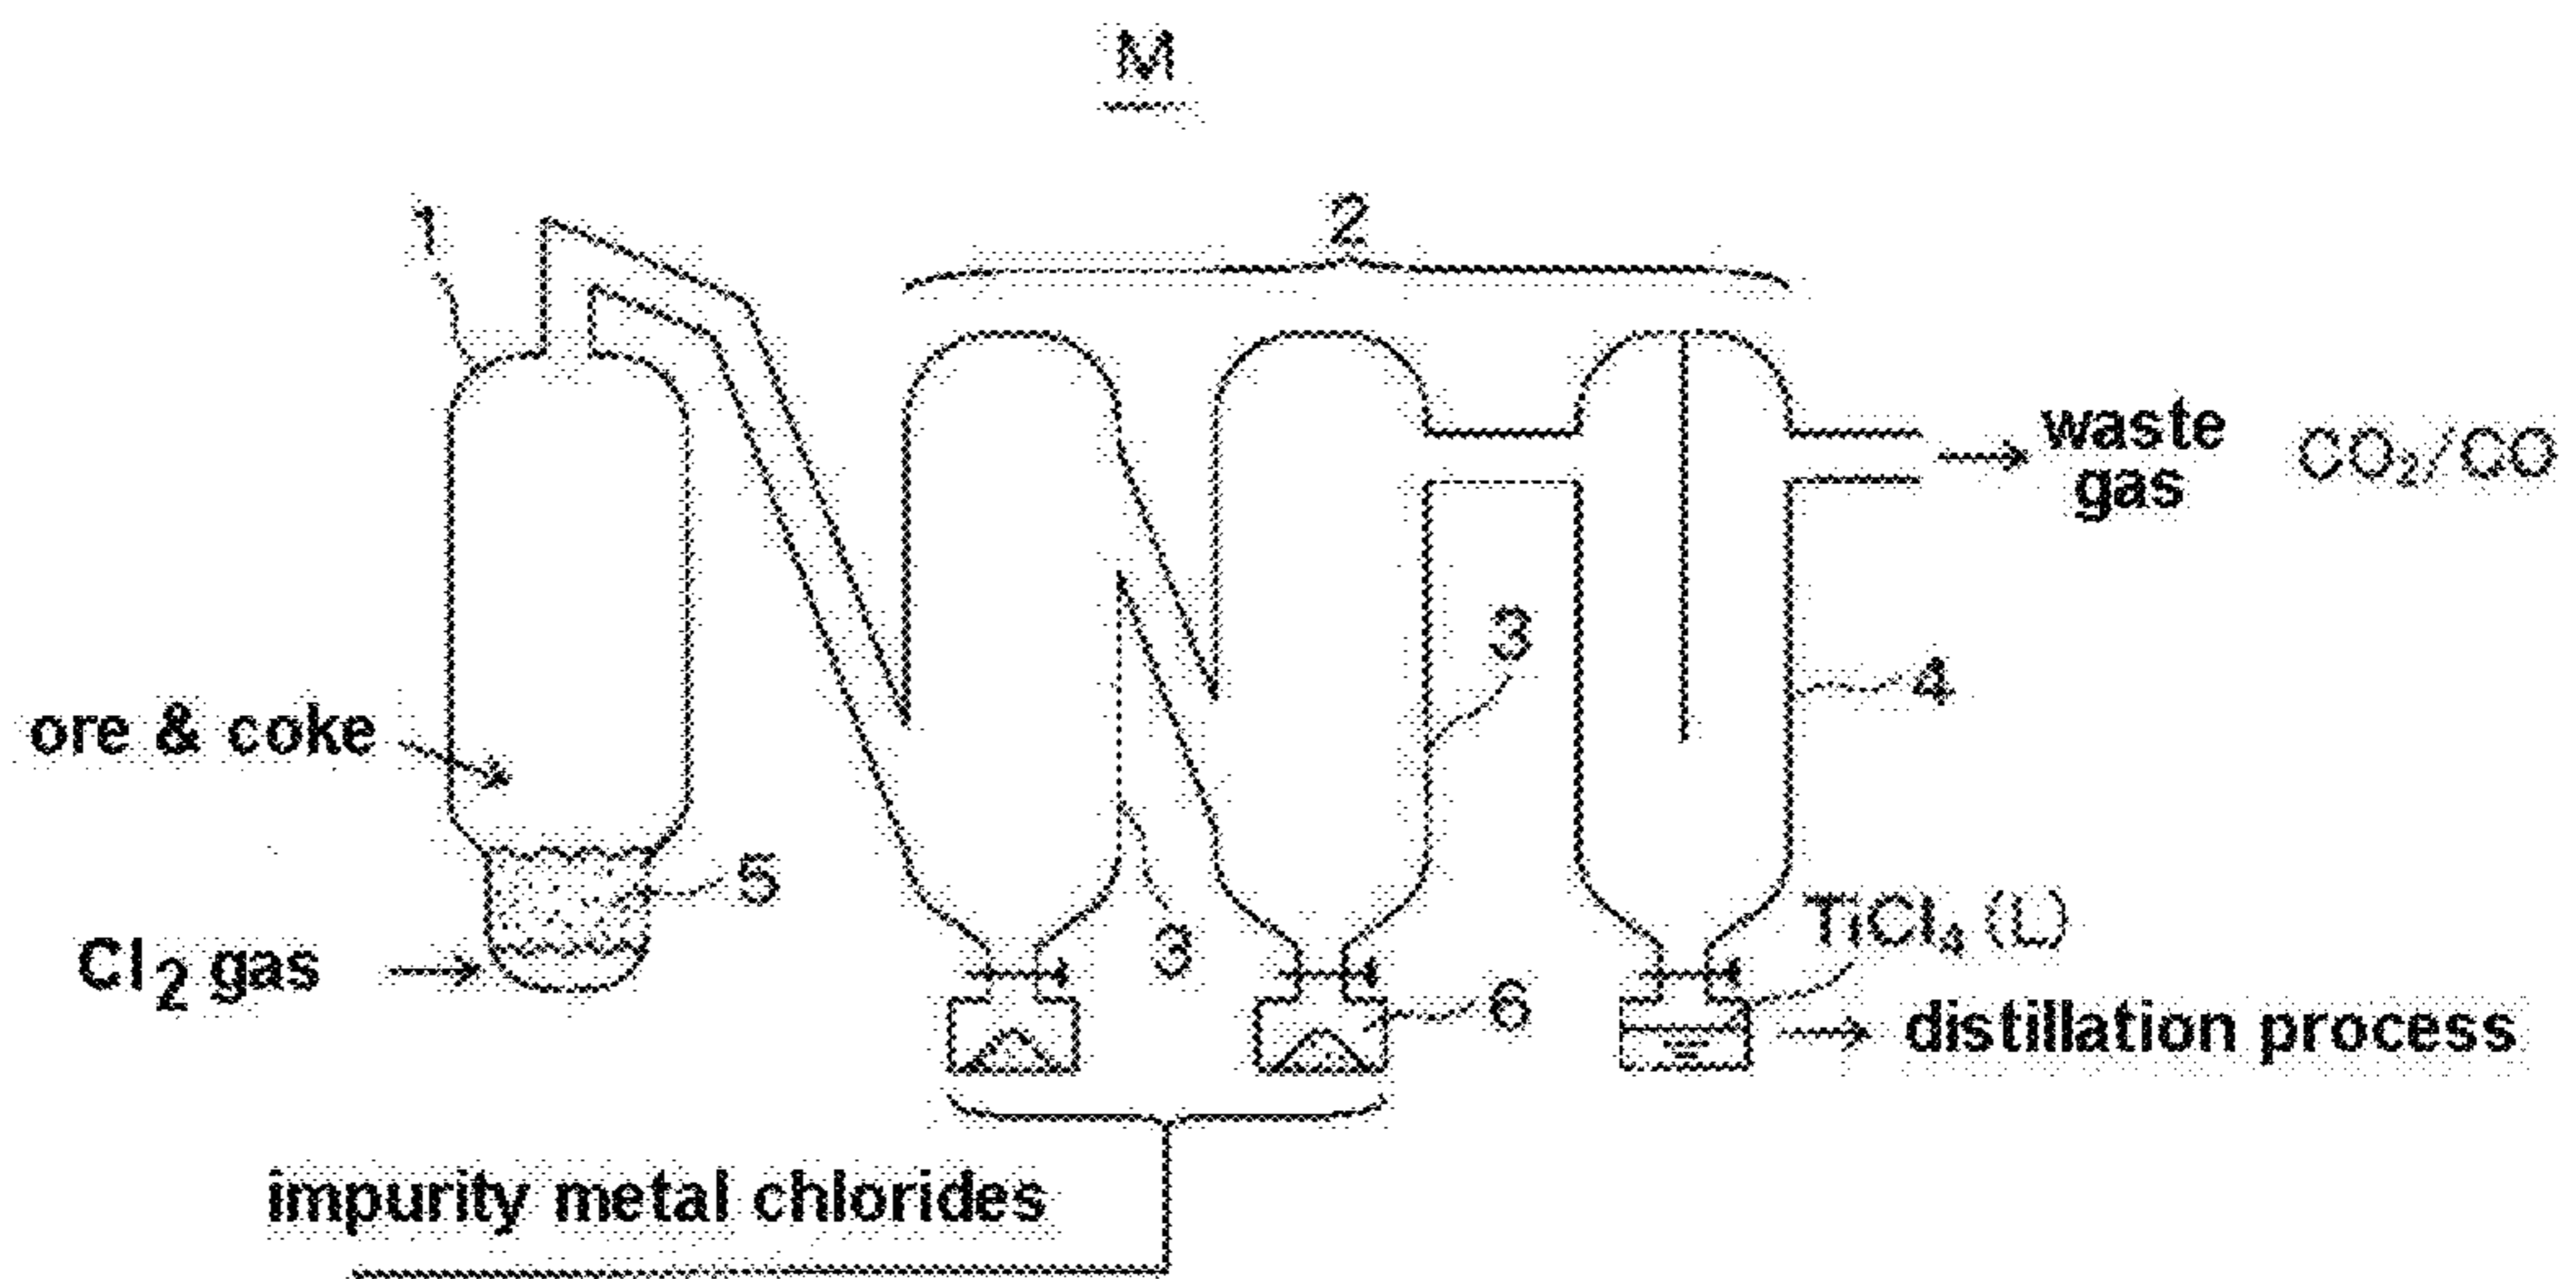 M
1
2
waste
gas
CO₂/CO
3
4
ore & coke
5
TiCl₄ (L)
Cl₂ gas
3
6
distillation process
impurity metal chlorides